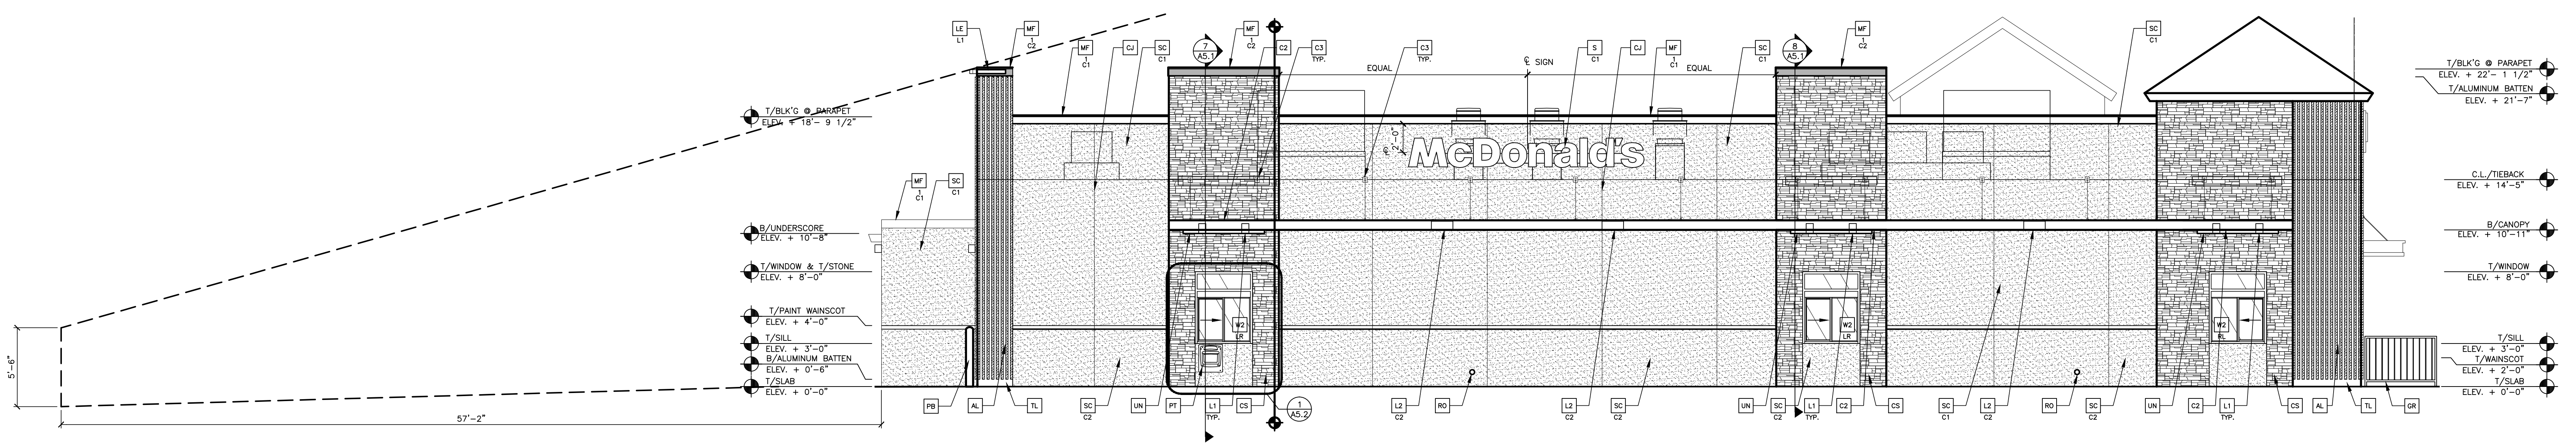 LE
L1
MF
1
C2
MF
1
C1
CJ
SC
C1
7
A5.1
MF
1
C2
C2
C3
TYP.
EQUAL
C3
TYP.
℄ SIGN
S
C1
CJ
MF
1
C1
EQUAL
SC
C1
8
A5.1
MF
1
C2
SC
C1
T/BLK'G @ PARAPET
ELEV. + 18'- 9 1/2"
MF
1
C1
SC
C1
B/UNDERSCORE
ELEV. + 10'-8"
T/WINDOW & T/STONE
ELEV. + 8'-0"
T/PAINT WAINSCOT
ELEV. + 4'-0"
T/SILL
ELEV. + 3'-0"
B/ALUMINUM BATTEN
ELEV. + 0'-6"
T/SLAB
ELEV. + 0'-0"
5'-6"
57'-2"
℄
2'-0"
McDonald's
W2
LR
W2
LR
W2
RL
T/BLK'G @ PARAPET
ELEV. + 22'- 1 1/2"
T/ALUMINUM BATTEN
ELEV. + 21'-7"
C.L./TIEBACK
ELEV. + 14'-5"
B/CANOPY
ELEV. + 10'-11"
T/WINDOW
ELEV. + 8'-0"
T/SILL
ELEV. + 3'-0"
T/WAINSCOT
ELEV. + 2'-0"
T/SLAB
ELEV. + 0'-0"
PB
AL
TL
SC
C2
UN
PT
L1
TYP.
CS
1
A5.2
L2
C2
RO
L2
C2
SC
C2
UN
SC
C2
L1
TYP.
C2
CS
SC
C1
L2
C2
RO
SC
C2
UN
C2
L1
TYP.
CS
AL
TL
GR